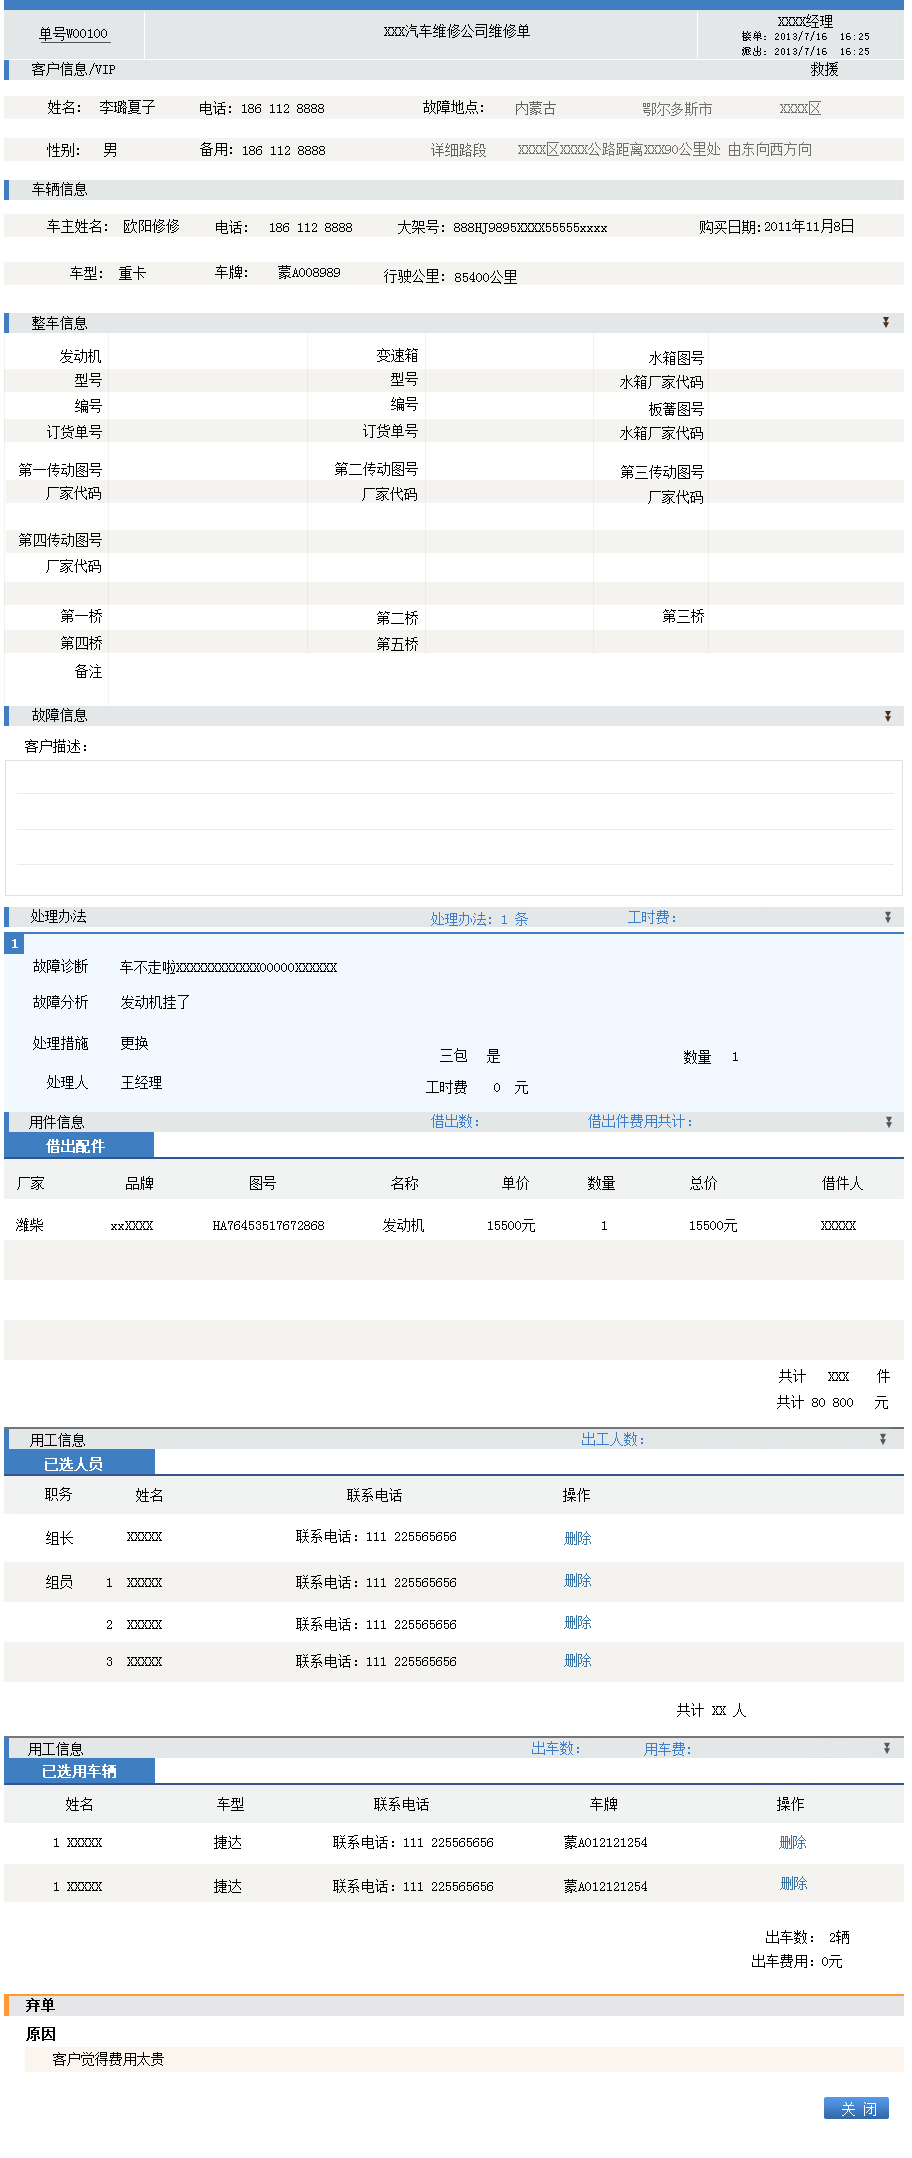 单号W00100 XXX汽车维修公司维修单 XXXX经理
接单: 2013/7/16 16:25
派出: 2013/7/16 16:25
客户信息/VIP 救援
姓名: 李璐夏子 电话: 186 112 8888 故障地点: 内蒙古 鄂尔多斯市 XXXX区
性别: 男 备用: 186 112 8888 详细路段 XXXX区XXXX公路距离XXX90公里处 由东向西方向
车辆信息
车主姓名: 欧阳修修 电话: 186 112 8888 大架号: 888HJ9895XXXX55555xxxx 购买日期:2011年11月8日
车型: 重卡 车牌: 蒙A008989 行驶公里: 85400公里
整车信息
发动机 变速箱 水箱图号
型号 型号 水箱厂家代码
编号 编号 板蓄图号
订货单号 订货单号 水箱厂家代码
第一传动图号 第二传动图号 第三传动图号
厂家代码 厂家代码 厂家代码
第四传动图号
厂家代码
第一桥 第二桥 第三桥
第四桥 第五桥
备注
故障信息
客户描述:
处理办法 处理办法: 1 条 工时费:
1
故障诊断 车不走啦XXXXXXXXXXXX00000XXXXXX
故障分析 发动机挂了
处理措施 更换 三包 是 数量 1
处理人 王经理 工时费 0 元
用件信息 借出数: 借出件费用共计:
借出配件
厂家 品牌 图号 名称 单价 数量 总价 借件人
潍柴 xxXXXX HA76453517672868 发动机 15500元 1 15500元 XXXXX
共计 XXX 件
共计 80 800 元
用工信息 出工人数:
已选人员
职务 姓名 联系电话 操作
组长 XXXXX 联系电话: 111 225565656 删除
组员 1 XXXXX 联系电话: 111 225565656 删除
2 XXXXX 联系电话: 111 225565656 删除
3 XXXXX 联系电话: 111 225565656 删除
共计 XX 人
用工信息 出车数: 用车费:
已选用车辆
姓名 车型 联系电话 车牌 操作
1 XXXXX 捷达 联系电话: 111 225565656 蒙A012121254 删除
1 XXXXX 捷达 联系电话: 111 225565656 蒙A012121254 删除
出车数: 2辆
出车费用: 0元
弃单
原因
客户觉得费用太贵
关 闭